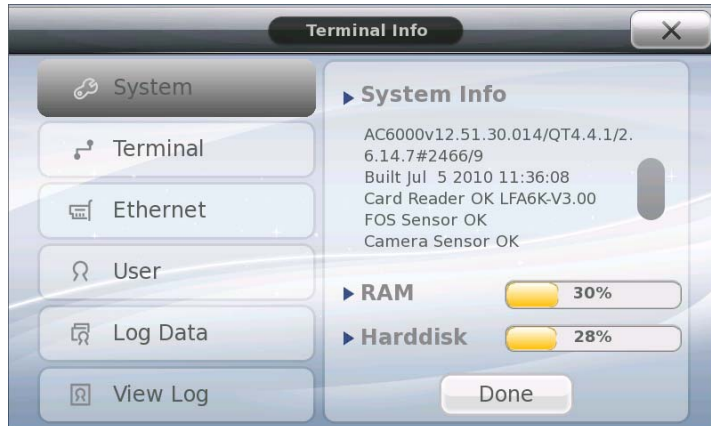 Terminal Info
System
Terminal
Ethernet
User
Log Data
View Log
System Info
AC6000v12.51.30.014/QT4.4.1/2.
6.14.7#2466/9
Built Jul 5 2010 11:36:08
Card Reader OK LFA6K-V3.00
FOS Sensor OK
Camera Sensor OK
RAM 30%
Harddisk 28%
Done